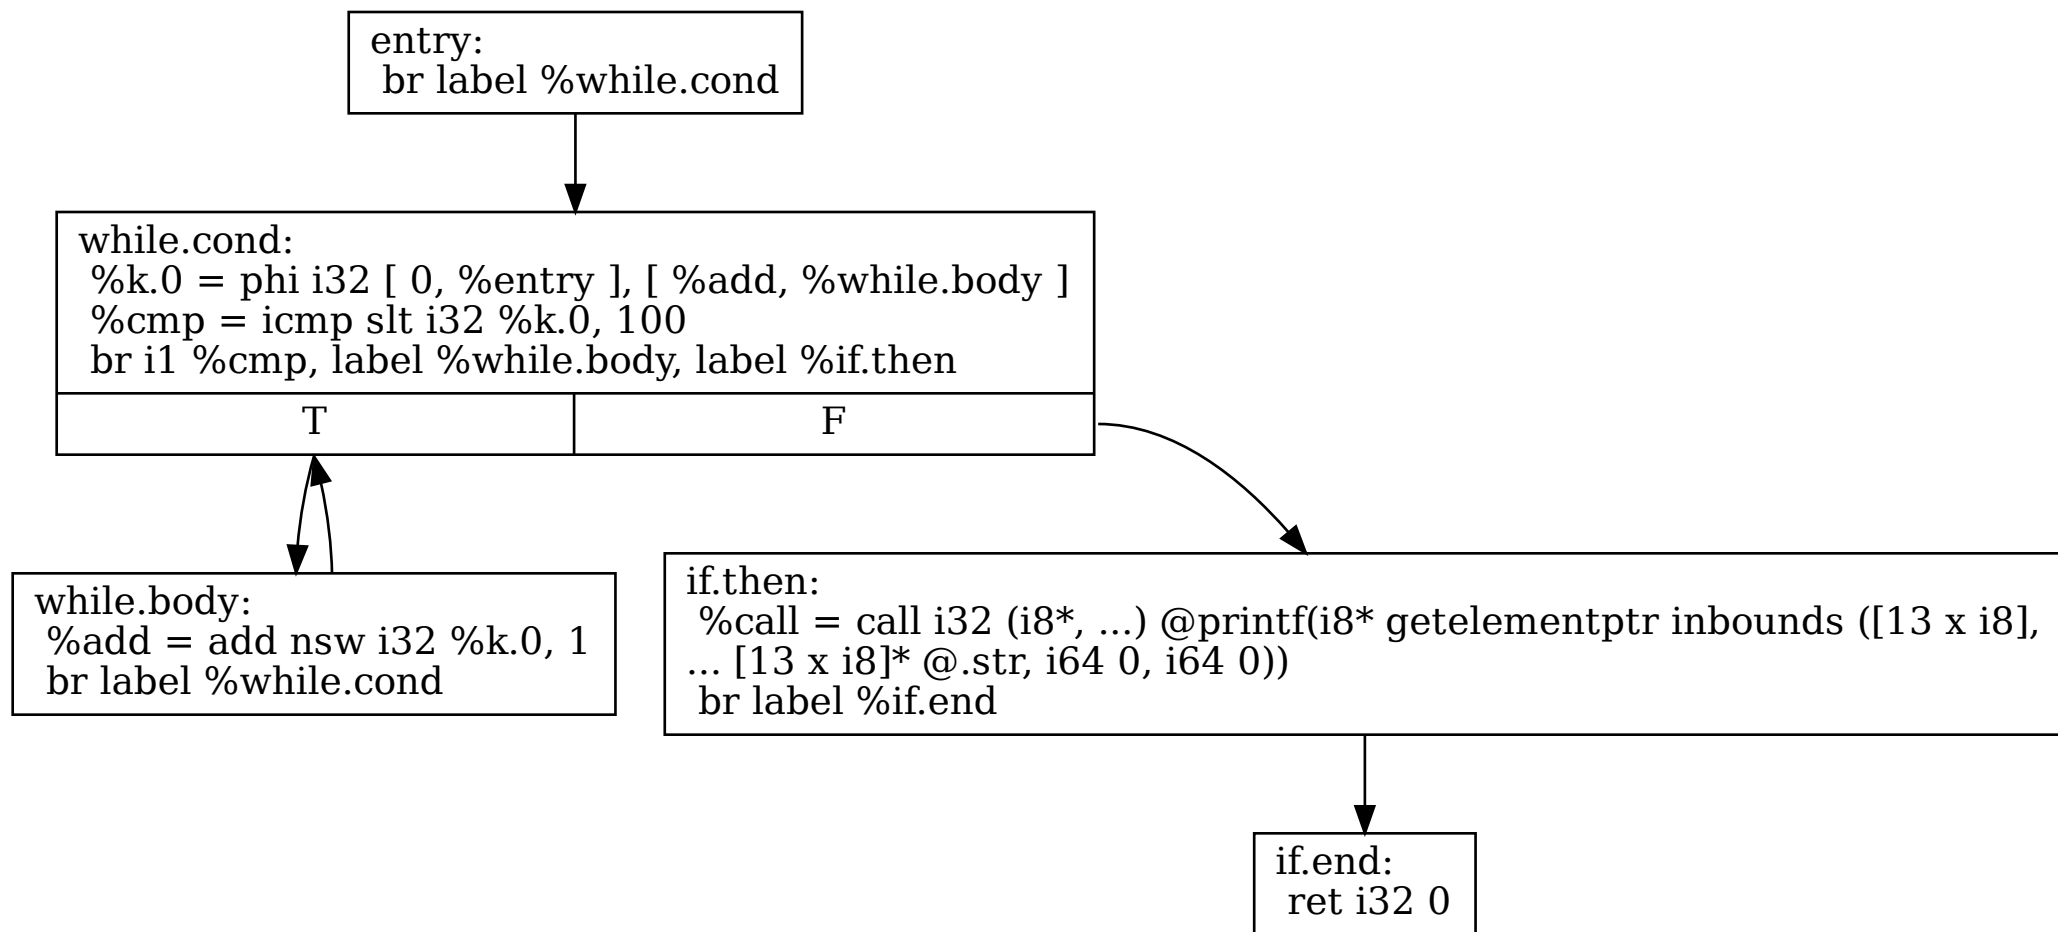 entry:
br label %while.cond
while.cond:
%k.0 = phi i32 [ 0, %entry ], [ %add, %while.body ]
%cmp = icmp slt i32 %k.0, 100
br i1 %cmp, label %while.body, label %if.then
T
F
while.body:
%add = add nsw i32 %k.0, 1
br label %while.cond
if.then:
%call = call i32 (i8*, ...) @printf(i8* getelementptr inbounds ([13 x i8],
... [13 x i8]* @.str, i64 0, i64 0))
br label %if.end
if.end:
ret i32 0